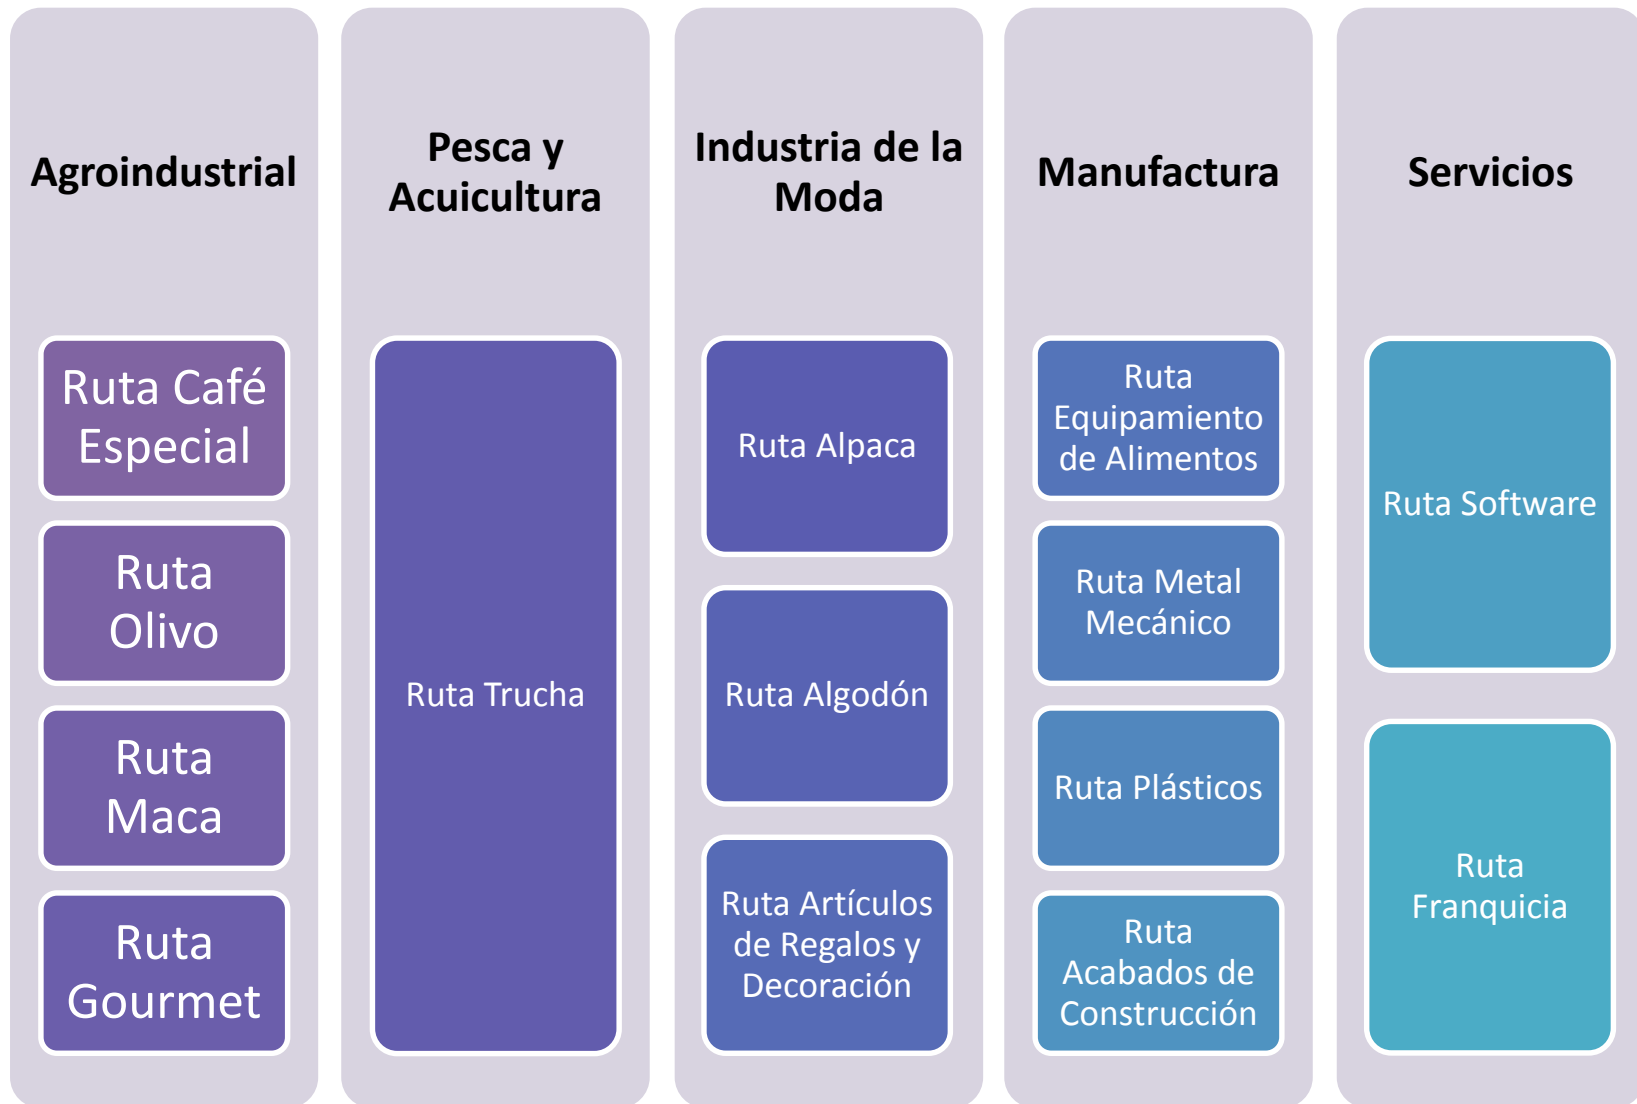 Agroindustrial
Ruta Café
Especial
Ruta
Olivo
Ruta
Maca
Ruta
Gourmet
Pesca y
Acuicultura
Ruta Trucha
Industria de la
Moda
Ruta Alpaca
Ruta Algodón
Ruta Artículos
de Regalos y
Decoración
Manufactura
Ruta
Equipamiento
de Alimentos
Ruta Metal
Mecánico
Ruta Plásticos
Ruta
Acabados de
Construcción
Servicios
Ruta Software
Ruta
Franquicia